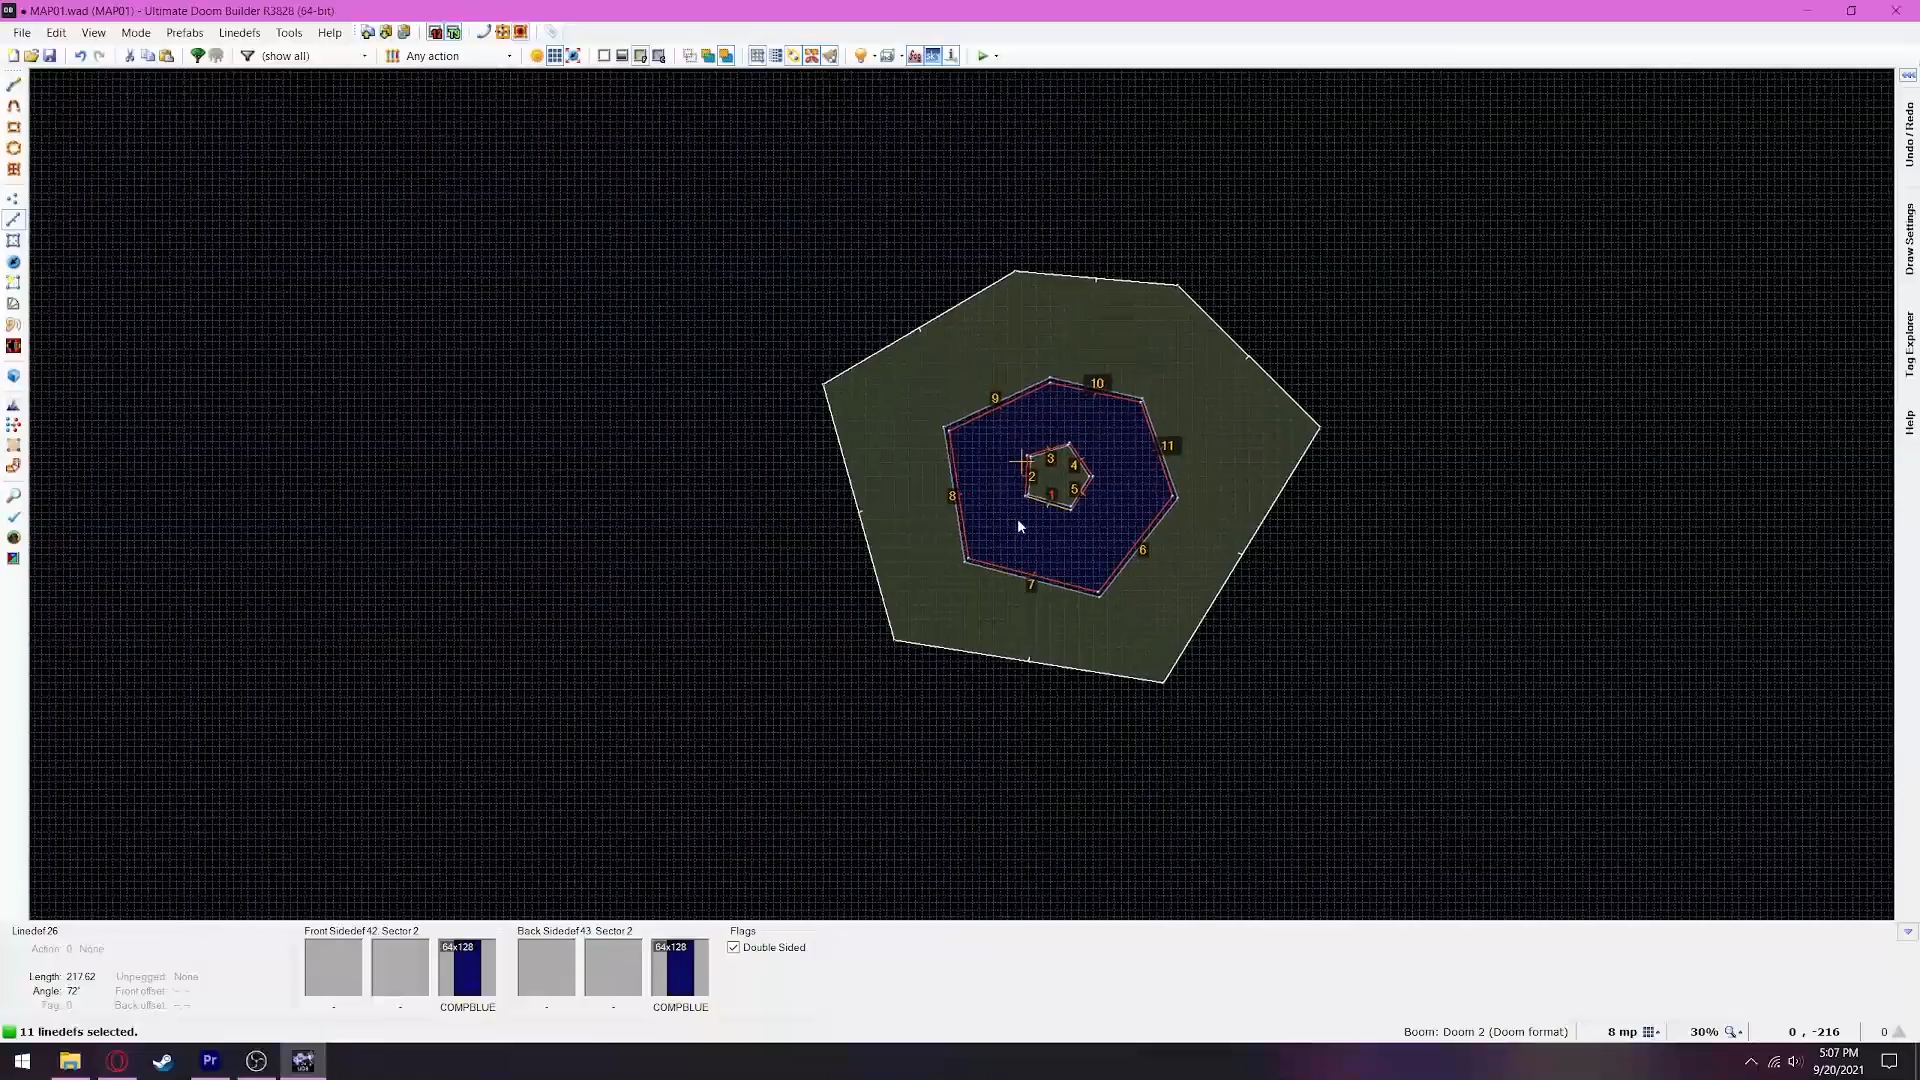 • MAP01.wad (MAP01) - Ultimate Doom Builder R3828 (64-bit)
File Edit View Mode Prefabs Linedefs Tools Help
(show all) Any action
Undo / Redo
Draw Settings
Tag Explorer
Help
10
9
11
3
4
2
5
1
8
6
7
Linedef 26
Action: 0 None
Length: 217.62 Unpegged: None
Angle: 72° Front offset: - -
Tag: 0 Back offset: - -
Front Sidedef 42. Sector 2
64x128
- - COMPBLUE
Back Sidedef 43. Sector 2
64x128
- - COMPBLUE
Flags
Double Sided
11 linedefs selected.
Boom: Doom 2 (Doom format) 8 mp 30% 0 , -216 0
Pr
5:07 PM
9/20/2021